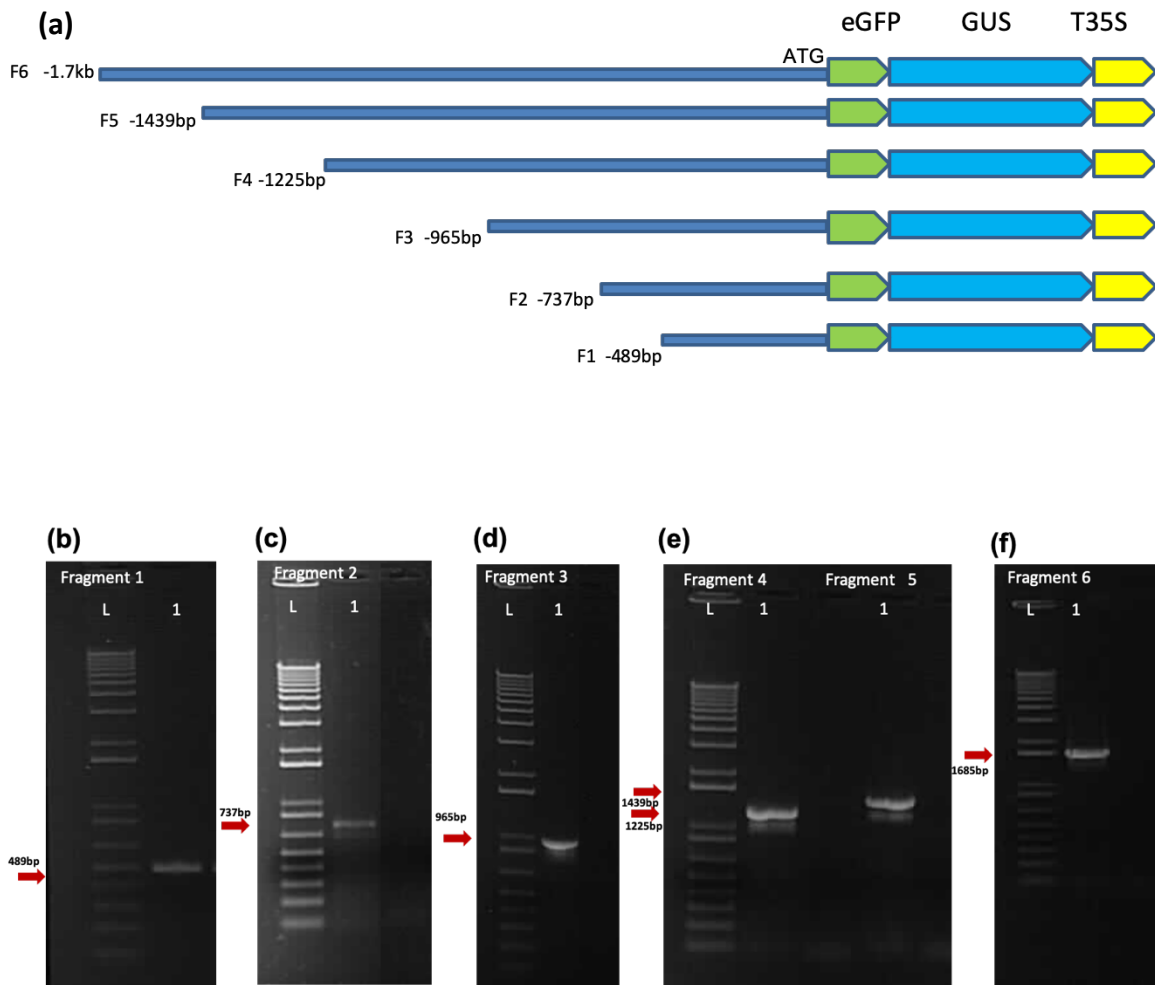 (a)
eGFP GUS T35S
ATG
F6 -1.7kb
F5 -1439bp
F4 -1225bp
F3 -965bp
F2 -737bp
F1 -489bp
(b) (c) (d) (e) (f)
Fragment 1 Fragment 2 Fragment 3 Fragment 4 Fragment 5 Fragment 6
L 1 L 1 L 1 L 1 1 L 1
489bp
737bp
965bp
1439bp
1225bp
1685bp